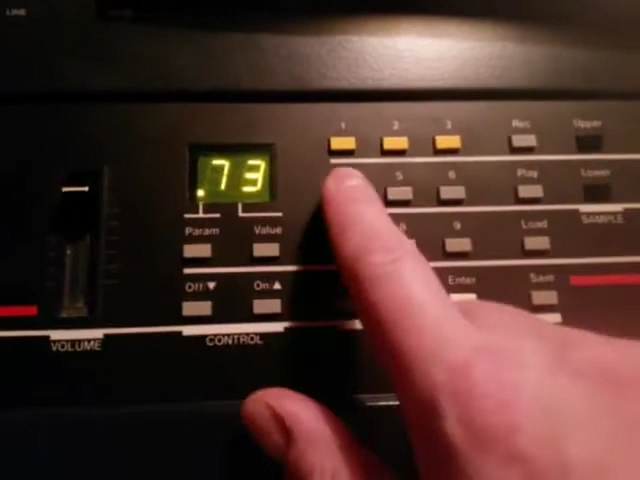 LINE
1 2 3 Rec Upper
.73
5 6 Play Lower
SAMPLE
Param Value
8 9 Load
Off▼ On▲
Enter Save
VOLUME
CONTROL